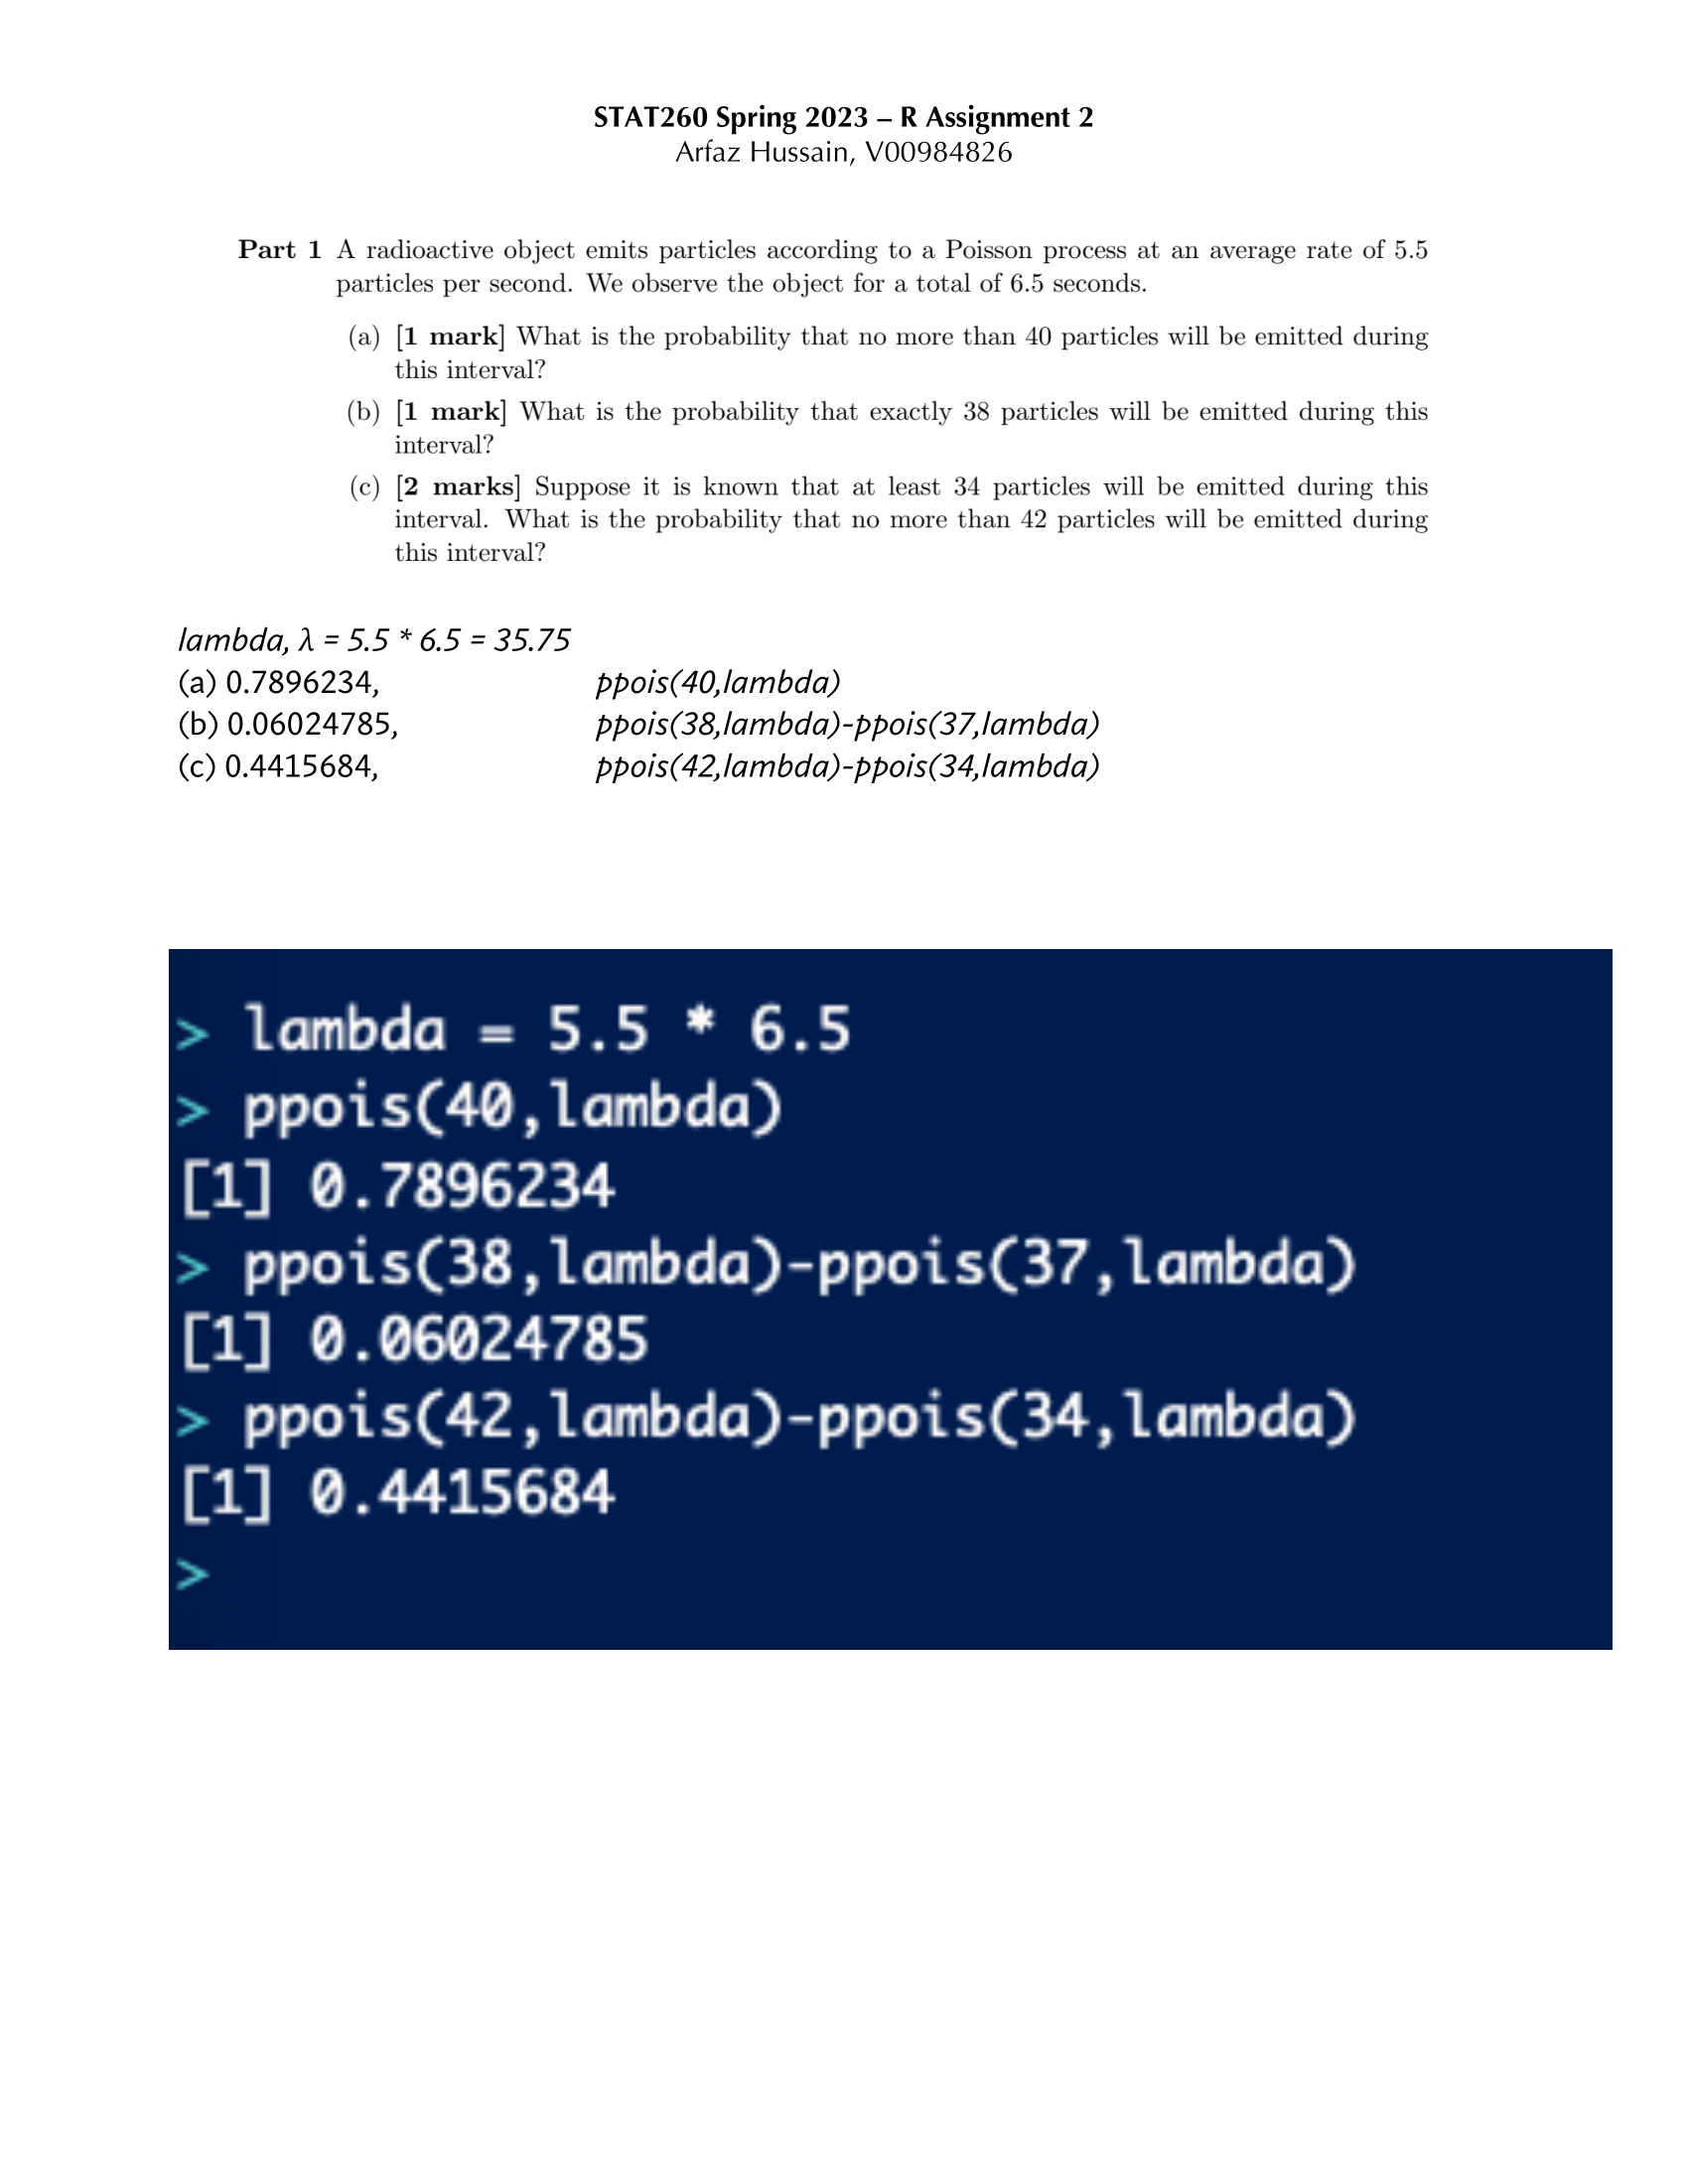 STAT260 Spring 2023 – R Assignment 2
Arfaz Hussain, V00984826
Part 1 A radioactive object emits particles according to a Poisson process at an average rate of 5.5
particles per second. We observe the object for a total of 6.5 seconds.
(a) [1 mark] What is the probability that no more than 40 particles will be emitted during
this interval?
(b) [1 mark] What is the probability that exactly 38 particles will be emitted during this
interval?
(c) [2 marks] Suppose it is known that at least 34 particles will be emitted during this
interval. What is the probability that no more than 42 particles will be emitted during
this interval?
lambda, λ = 5.5 * 6.5 = 35.75
(a) 0.7896234, ppois(40,lambda)
(b) 0.06024785, ppois(38,lambda)-ppois(37,lambda)
(c) 0.4415684, ppois(42,lambda)-ppois(34,lambda)
> lambda = 5.5 * 6.5
> ppois(40,lambda)
[1] 0.7896234
> ppois(38,lambda)-ppois(37,lambda)
[1] 0.06024785
> ppois(42,lambda)-ppois(34,lambda)
[1] 0.4415684
>